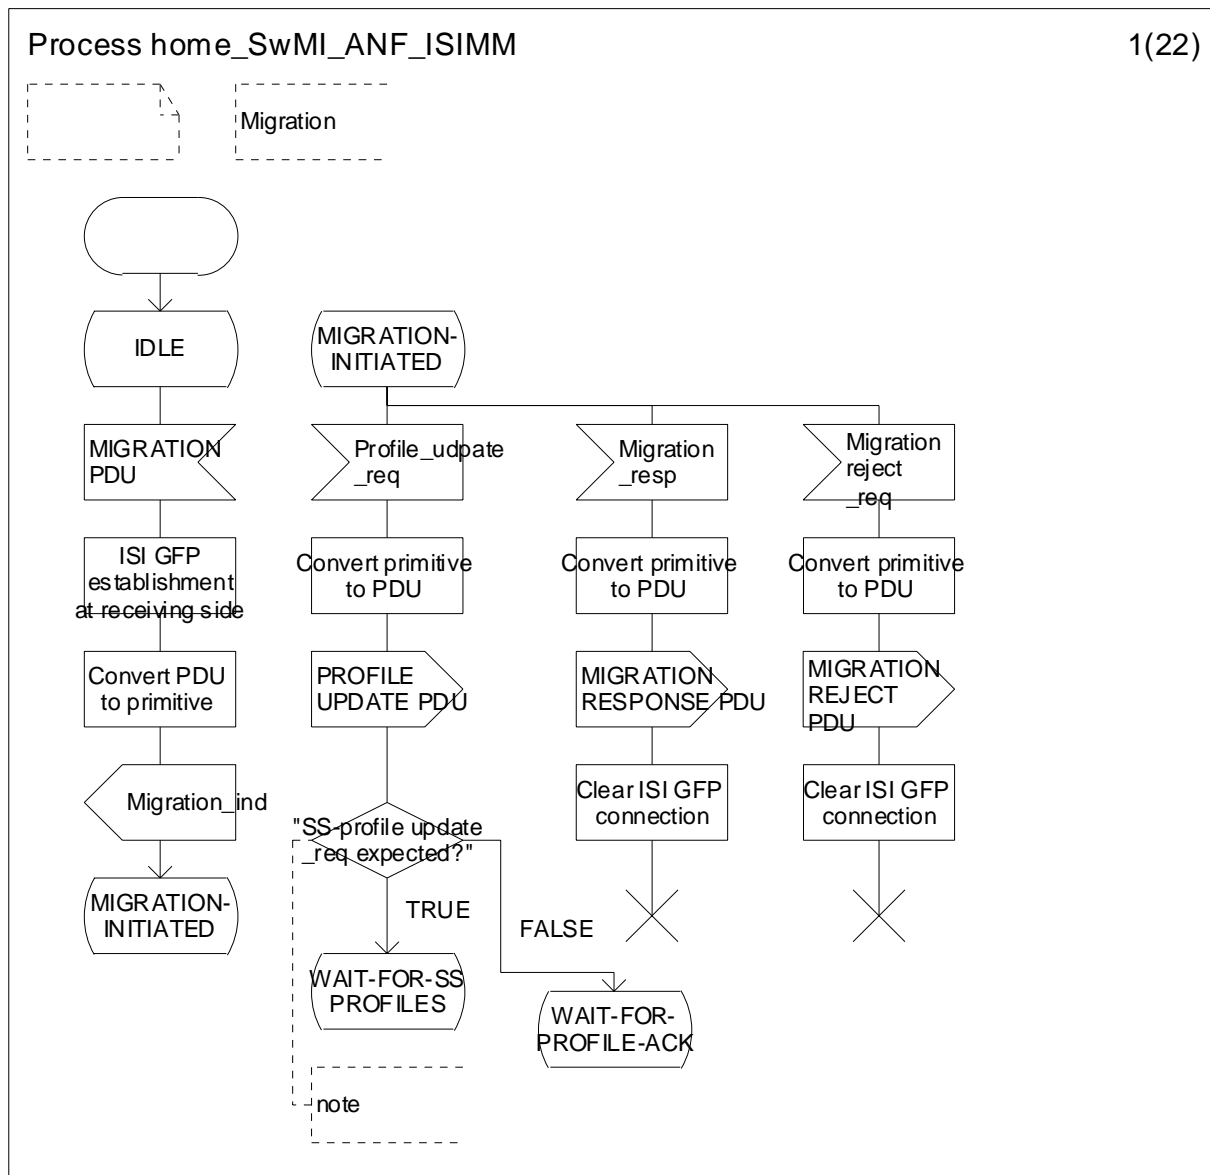 Process home_SwMI_ANF_ISIMM
1(22)
Migration
IDLE
MIGRATION
PDU
ISI GFP
establishment
at receiving side
Convert PDU
to primitive
Migration_ind
MIGRATION-
INITIATED
MIGRATION-
INITIATED
Profile_udpate
_req
Convert primitive
to PDU
PROFILE
UPDATE PDU
"SS-profile update
_req expected?"
TRUE
FALSE
WAIT-FOR-SS
PROFILES
WAIT-FOR-
PROFILE-ACK
note
Migration
_resp
Convert primitive
to PDU
MIGRATION
RESPONSE PDU
Clear ISI GFP
connection
Migration
reject
_req
Convert primitive
to PDU
MIGRATION
REJECT
PDU
Clear ISI GFP
connection